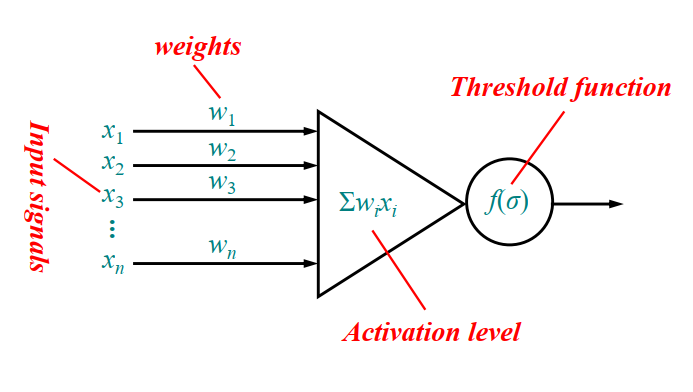 weights
Threshold function
Input signals
x₁
w₁
x₂
w₂
x₃
w₃
⋮
xₙ
wₙ
Σwᵢxᵢ
f(σ)
Activation level